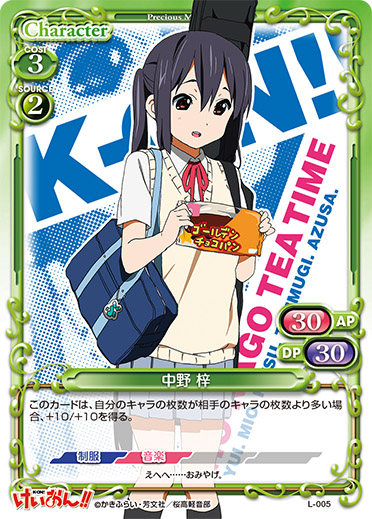 Precious M
Character
COST
3
SOURCE
2
K-ON!
GO TEA TIME
MUGI. AZUSA.
YUI. MU
ゴールデン
チョコパン
30 AP
DP 30
中野 梓
このカードは、自分のキャラの枚数が相手のキャラの枚数より多い場
合、+10/+10を得る。
制服 音楽
えへへ……おみやげ。
K-ON!
けいおん!!
©かきふらい・芳文社/桜高軽音部
L-005